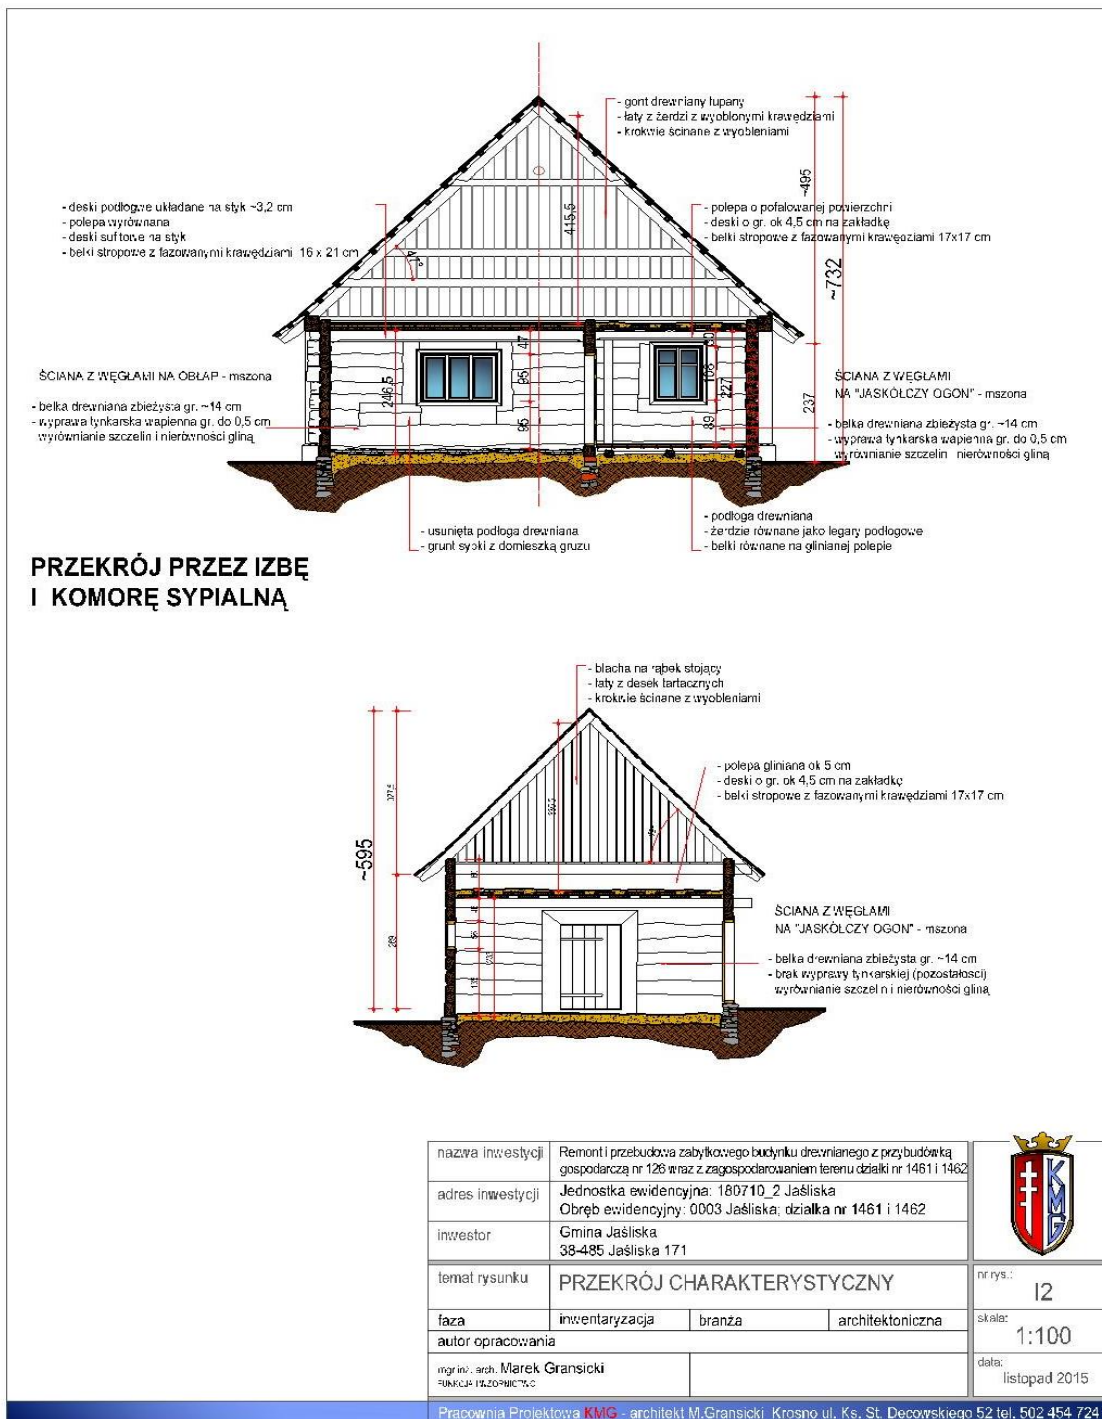 - gont drewniany łupany
- łaty z żerdzi z wyoblonymi krawędziami
- krokwie ścinane z wyobleniami
- deski podłogwe układane na styk ~3,2 cm
- polepa wyrównana
- deski sufitowe na styk
- belki stropowe z fazowanymi krawędziami 16 x 21 cm
- polepa o pofalowanej powierzchni
- deski o gr. ok 4,5 cm na zakładkę
- belki stropowe z fazowanymi krawędziami 17x17 cm
~495
415,5
41°
~732
ŚCIANA Z WĘGŁAMI NA OBŁAP - mszona
- belka drewniana zbieżysta gr. ~14 cm
- wyprawa tynkarska wapienna gr. do 0,5 cm
wyrównianie szczelin i nierówności gliną
246,5
47
95
95
108
227
89
237
ŚCIANA Z WĘGŁAMI
NA "JASKÓŁCZY OGON" - mszona
- belka drewniana zbieżysta gr. ~14 cm
- wyprawa tynkarska wapienna gr. do 0,5 cm
wyrównianie szczelin i nierówności gliną
- usunięta podłoga drewniana
- grunt sypki z domieszką gruzu
- podłoga drewniana
- żerdzie równane jako legary podłogowe
- belki równane na glinianej polepie
PRZEKRÓJ PRZEZ IZBĘ
I KOMORĘ SYPIALNĄ
- blacha na rąbek stojący
- łaty z desek tartacznych
- krokwie ścinane z wyobleniami
- polepa gliniana ok 5 cm
- deski o gr. ok 4,5 cm na zakładkę
- belki stropowe z fazowanymi krawędziami 17x17 cm
~595
ŚCIANA Z WĘGŁAMI
NA "JASKÓŁCZY OGON" - mszona
- belka drewniana zbieżysta gr. ~14 cm
- brak wyprawy tynkarskiej (pozostałości)
wyrównianie szczelin i nierówności gliną
nazwa inwestycji
Remont i przebudowa zabytkowego budynku drewnianego z przybudówką
gospodarczą nr 126 wraz z zagospodarowaniem terenu działki nr 1461 i 1462
adres inwestycji
Jednostka ewidencyjna: 180710_2 Jaśliska
Obręb ewidencyjny: 0003 Jaśliska; działka nr 1461 i 1462
inwestor
Gmina Jaśliska
38-485 Jaśliska 171
KMG
temat rysunku PRZEKRÓJ CHARAKTERYSTYCZNY
nr rys.: I2
faza inwentaryzacja branża architektoniczna
skala: 1:100
autor opracowania
mgr inż. arch. Marek Gransicki
data: listopad 2015
Pracownia Projektowa KMG - architekt M.Gransicki Krosno ul. Ks. St. Decowskiego 52 tel. 502 454 724